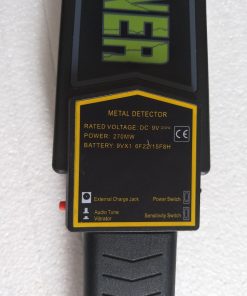 VER
METAL DETECTOR
RATED VOLTAGE: DC 9V
POWER: 270MW
BATTERY: 9VX1 6F22/15F8H
CE
External Charge Jack
Power Switch
Audio Tone
Vibrator
Sensitivity Switch